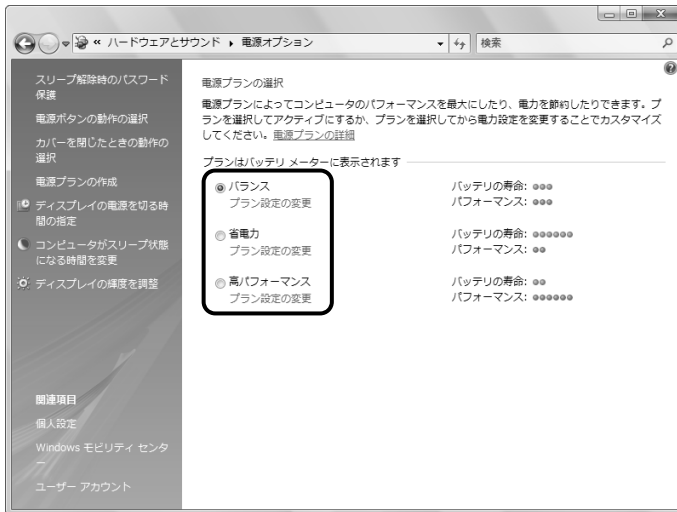 « ハードウェアとサウンド ▸ 電源オプション
検索
スリープ解除時のパスワード
保護
電源ボタンの動作の選択
カバーを閉じたときの動作の
選択
電源プランの作成
ディスプレイの電源を切る時
間の指定
コンピュータがスリープ状態
になる時間を変更
ディスプレイの輝度を調整
関連項目
個人設定
Windows モビリティ センタ
ー
ユーザー アカウント
電源プランの選択
電源プランによってコンピュータのパフォーマンスを最大にしたり、電力を節約したりできます。プ
ランを選択してアクティブにするか、プランを選択してから電力設定を変更することでカスタマイズ
してください。電源プランの詳細
プランはバッテリ メーターに表示されます
バランス
プラン設定の変更
バッテリの寿命:
パフォーマンス:
省電力
プラン設定の変更
バッテリの寿命:
パフォーマンス:
高パフォーマンス
プラン設定の変更
バッテリの寿命:
パフォーマンス: